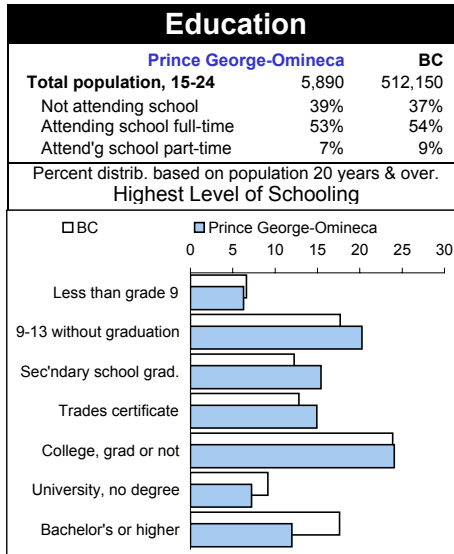 Education
Prince George-Omineca BC
Total population, 15-24 5,890 512,150
Not attending school 39% 37%
Attending school full-time 53% 54%
Attend'g school part-time 7% 9%
Percent distrib. based on population 20 years & over.
Highest Level of Schooling
BC Prince George-Omineca
0 5 10 15 20 25 30
Less than grade 9
9-13 without graduation
Sec'ndary school grad.
Trades certificate
College, grad or not
University, no degree
Bachelor's or higher